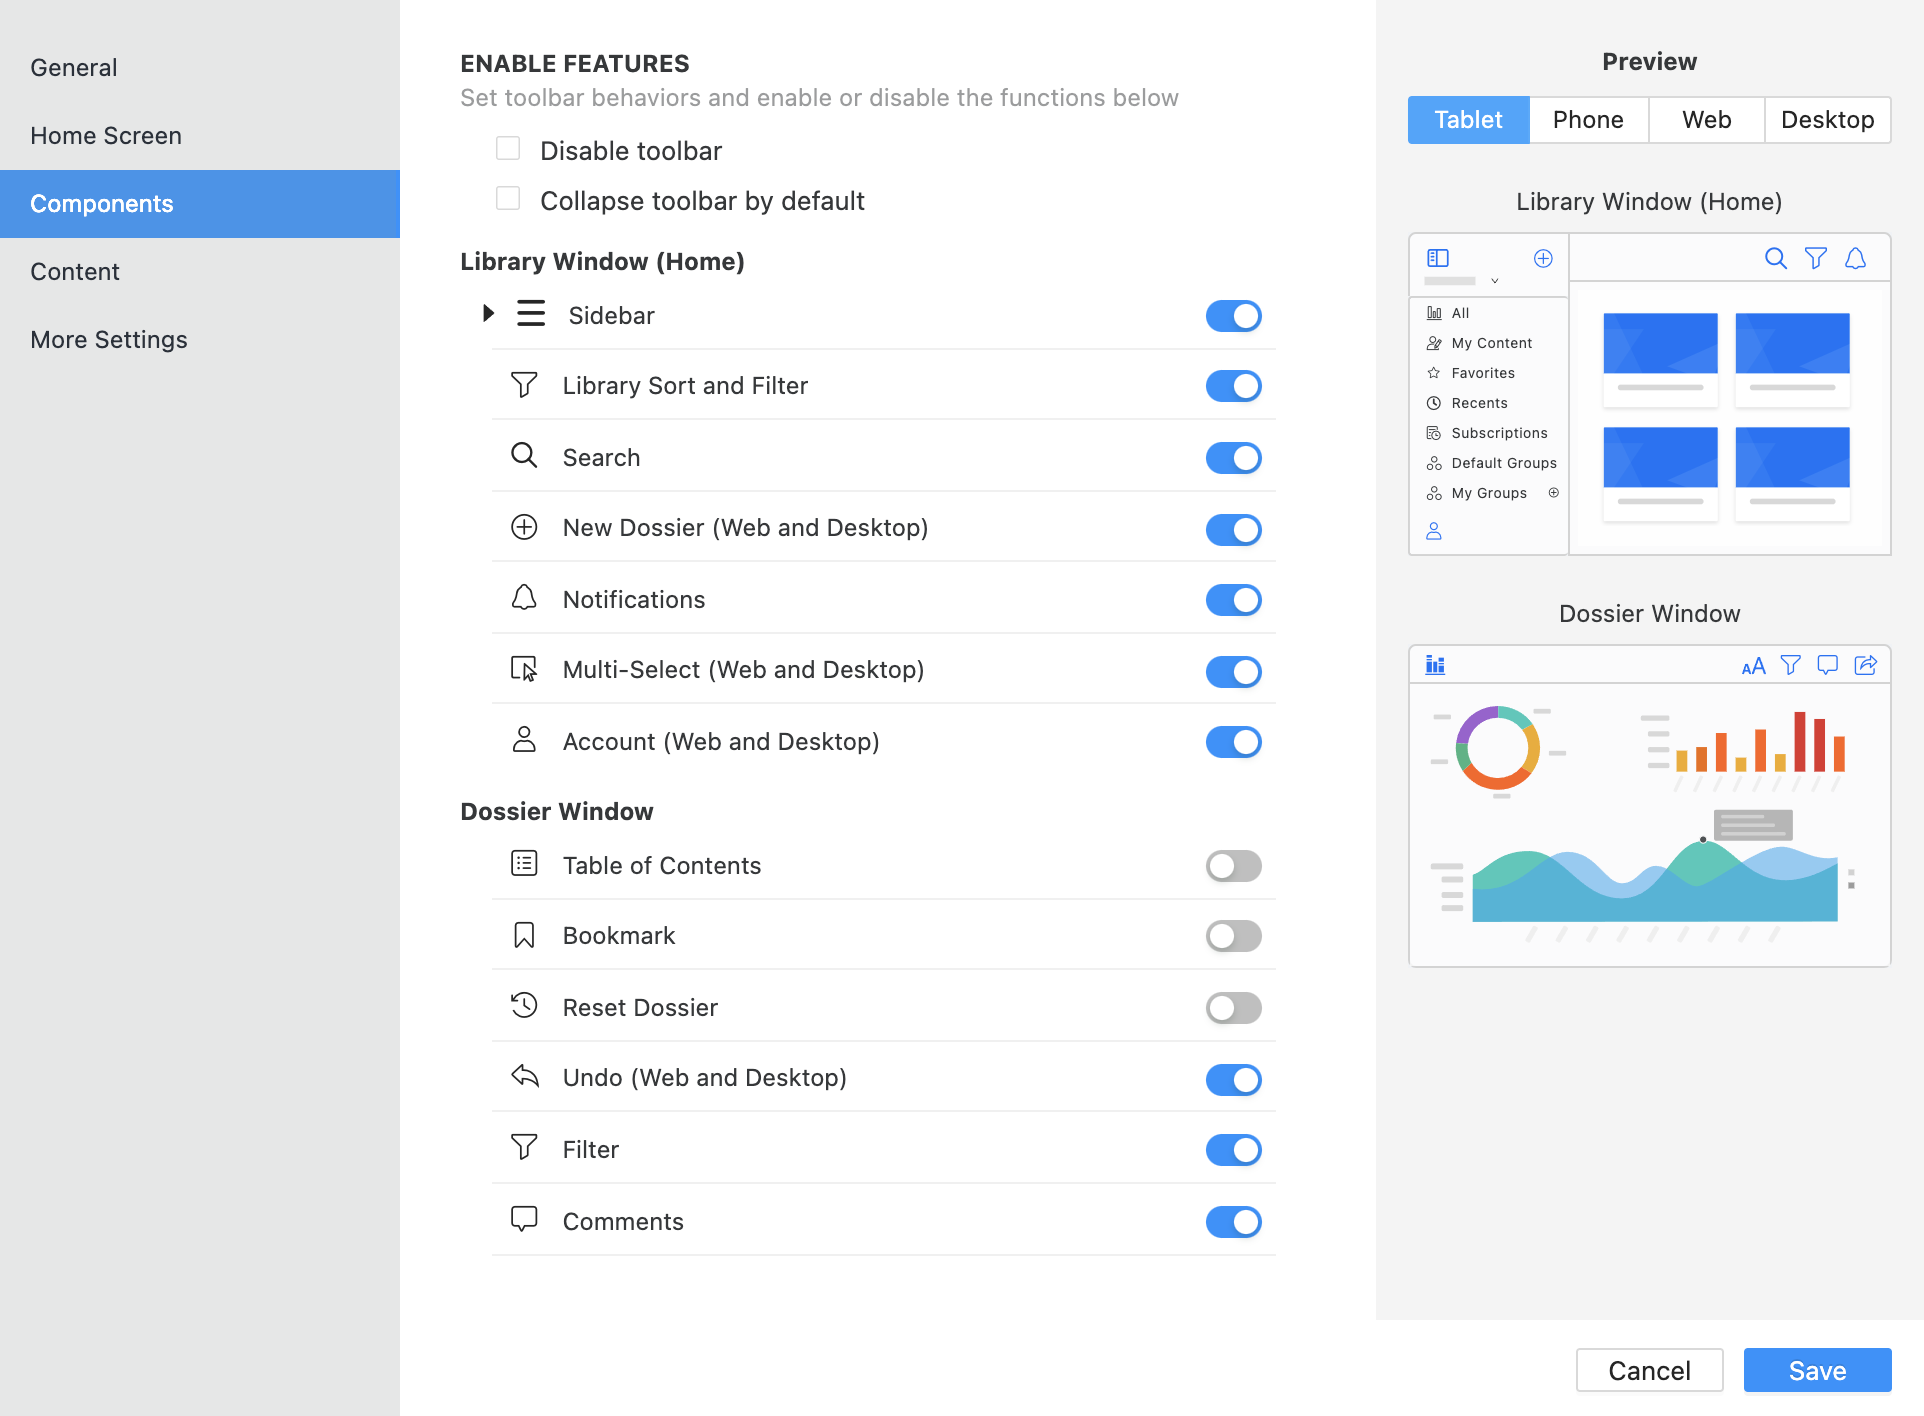 General
Home Screen
Components
Content
More Settings
ENABLE FEATURES
Set toolbar behaviors and enable or disable the functions below
Disable toolbar
Collapse toolbar by default
Library Window (Home)
Sidebar
Library Sort and Filter
Search
New Dossier (Web and Desktop)
Notifications
Multi-Select (Web and Desktop)
Account (Web and Desktop)
Dossier Window
Table of Contents
Bookmark
Reset Dossier
Undo (Web and Desktop)
Filter
Comments
Preview
Tablet Phone Web Desktop
Library Window (Home)
All
My Content
Favorites
Recents
Subscriptions
Default Groups
My Groups
Dossier Window
AA
Cancel Save